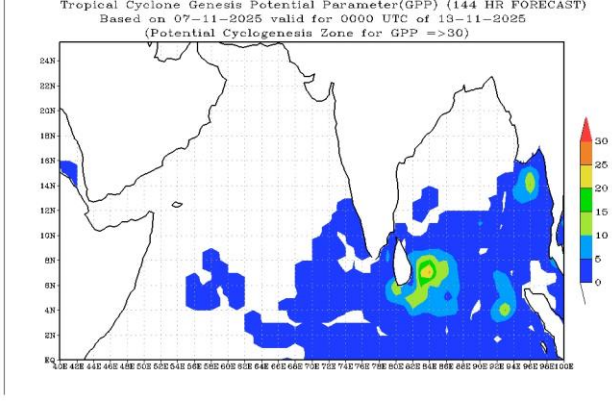 Tropical Cyclone Genesis Potential Parameter(GPP) (144 HR FORECAST)
Based on 07-11-2025 valid for 0000 UTC of 13-11-2025
(Potential Cyclogenesis Zone for GPP =>30)
24N
22N
20N
18N
16N
14N
12N
10N
8N
6N
4N
2N
EQ
30
25
20
15
10
5
0
40E 42E 44E 46E 48E 50E 52E 54E 56E 58E 60E 62E 64E 66E 68E 70E 72E 74E 76E 78E 80E 82E 84E 86E 88E 90E 92E 94E 96E 98E 100E